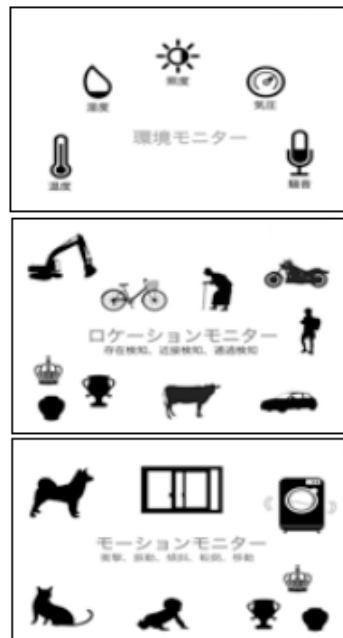 照度
湿度
気圧
環境モニター
温度
騒音
ロケーションモニター
存在検知、近接検知、通過検知
モーションモニター
衝撃、振動、傾斜、転倒、移動